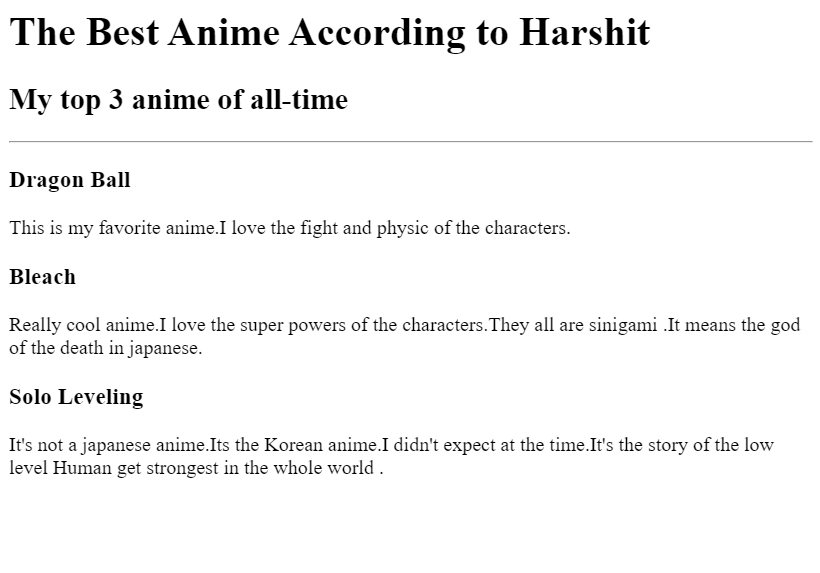 The Best Anime According to Harshit
My top 3 anime of all-time
Dragon Ball
This is my favorite anime.I love the fight and physic of the characters.
Bleach
Really cool anime.I love the super powers of the characters.They all are sinigami .It means the god
of the death in japanese.
Solo Leveling
It's not a japanese anime.Its the Korean anime.I didn't expect at the time.It's the story of the low
level Human get strongest in the whole world .